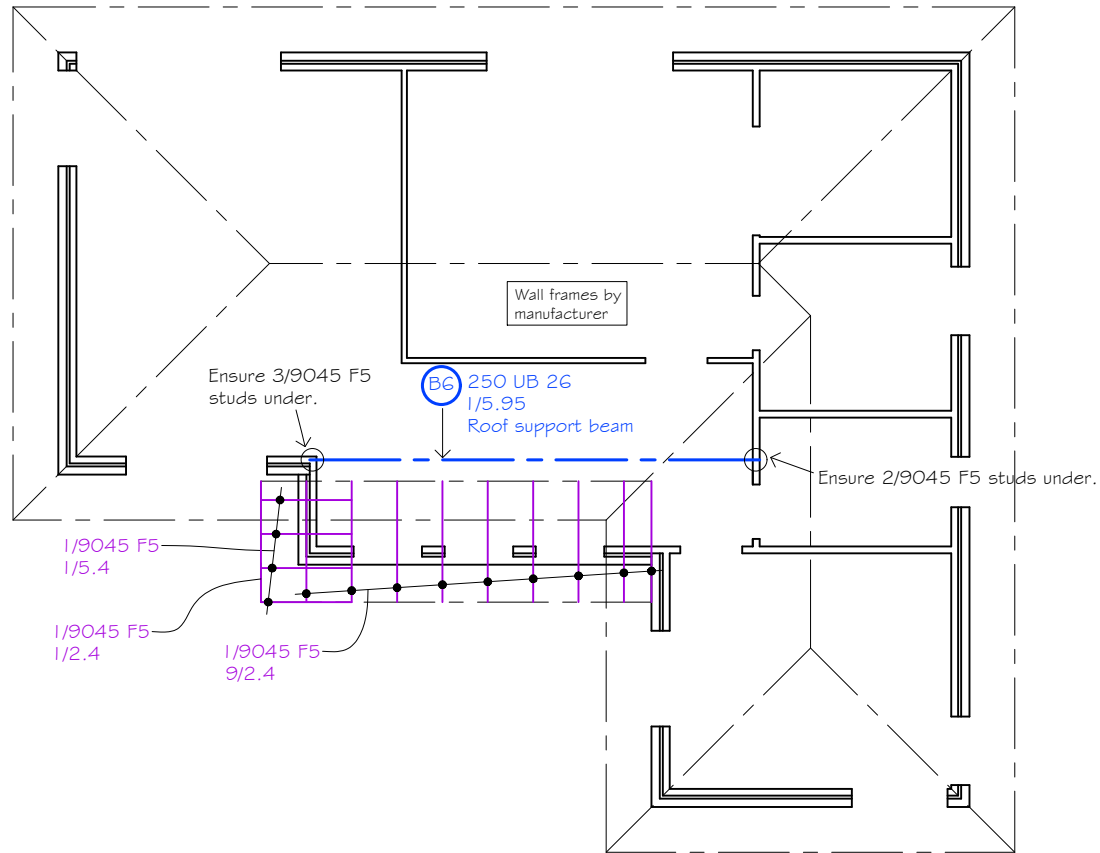 Wall frames by
manufacturer
Ensure 3/9045 F5
studs under.
B6
250 UB 26
1/5.95
Roof support beam
Ensure 2/9045 F5 studs under.
1/9045 F5
1/5.4
1/9045 F5
1/2.4
1/9045 F5
9/2.4